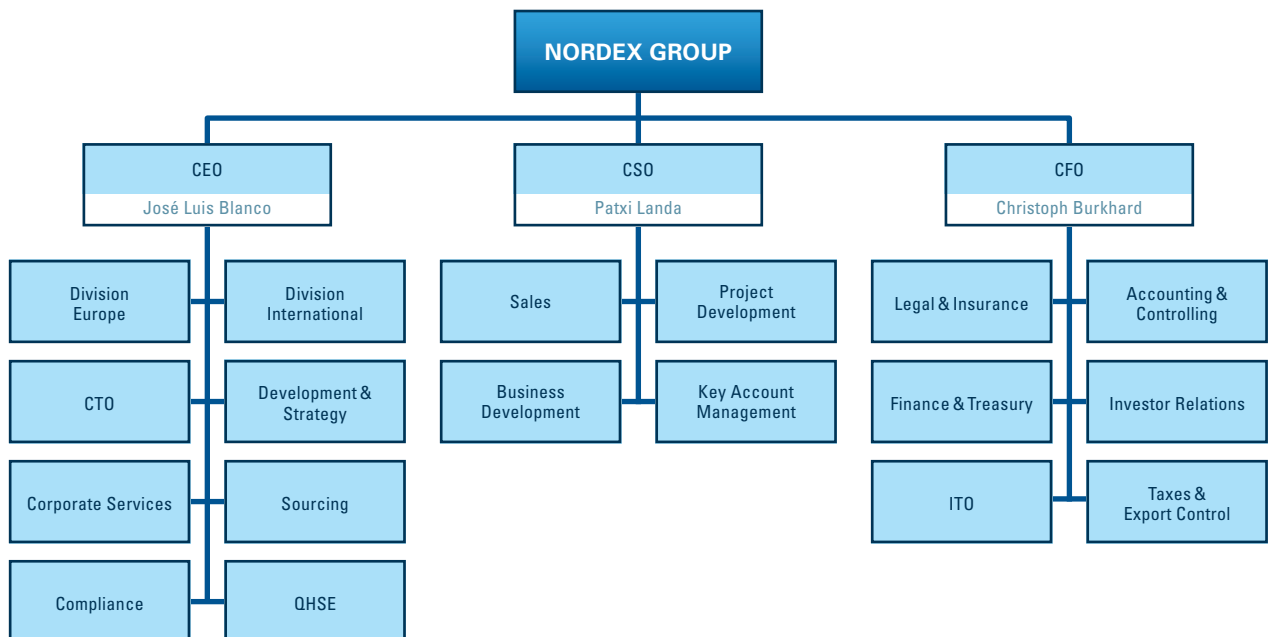 NORDEX GROUP
CEO
José Luis Blanco
CSO
Patxi Landa
CFO
Christoph Burkhard
Division
Europe
Division
International
CTO
Development &
Strategy
Corporate Services
Sourcing
Compliance
QHSE
Sales
Project
Development
Business
Development
Key Account
Management
Legal & Insurance
Accounting &
Controlling
Finance & Treasury
Investor Relations
ITO
Taxes &
Export Control